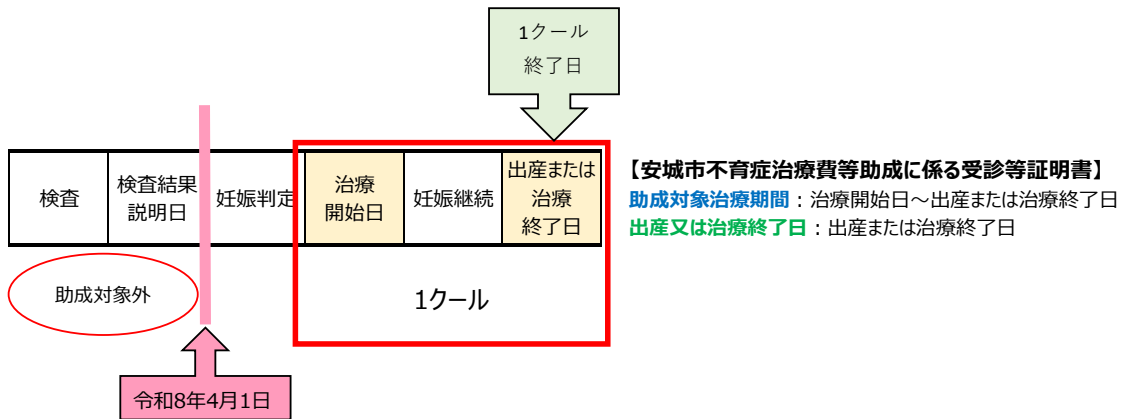 1クール
終了日
検査
検査結果
説明日
妊娠判定
治療
開始日
妊娠継続
出産または
治療
終了日
【安城市不育症治療費等助成に係る受診等証明書】
助成対象治療期間：治療開始日～出産または治療終了日
出産又は治療終了日：出産または治療終了日
助成対象外
1クール
令和8年4月1日